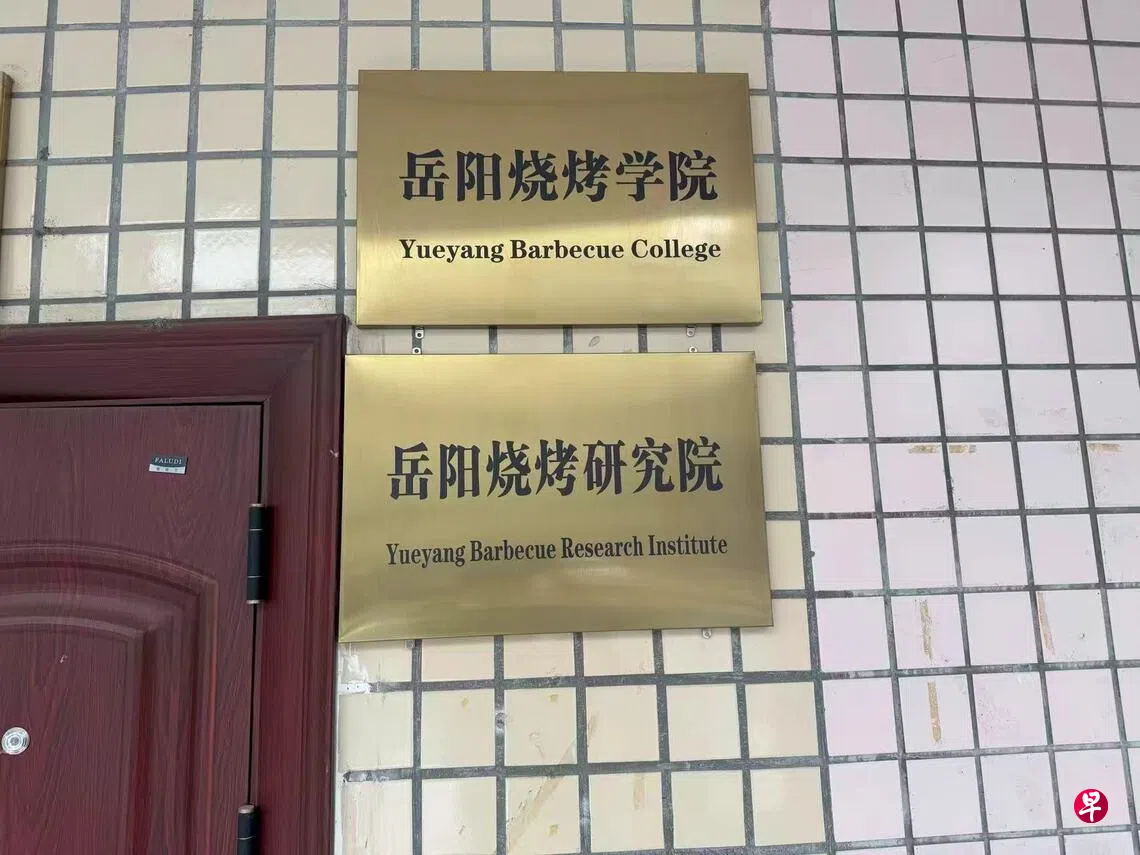 岳阳烧烤学院
Yueyang Barbecue College
岳阳烧烤研究院
Yueyang Barbecue Research Institute
FALUDI
早